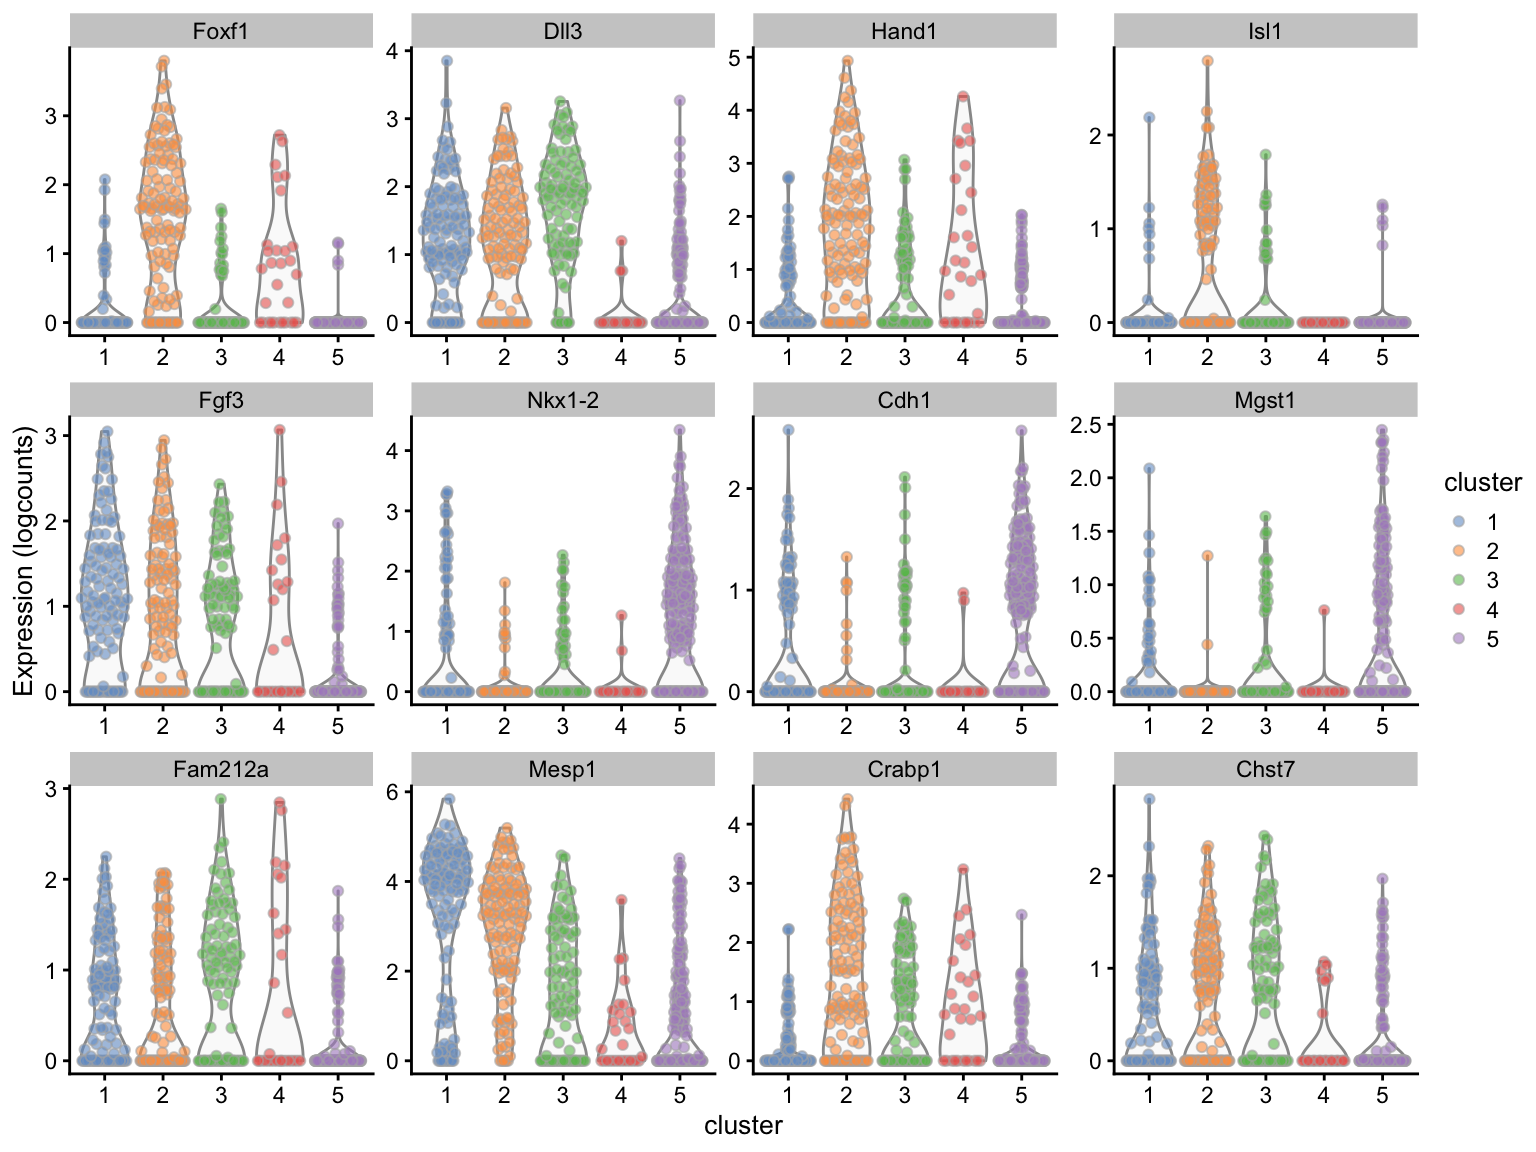 Foxf1 Dll3 Hand1 Isl1
3 2 1 0
4 3 2 1 0
5 4 3 2 1 0
2 1 0
1 2 3 4 5 1 2 3 4 5 1 2 3 4 5 1 2 3 4 5
Fgf3 Nkx1-2 Cdh1 Mgst1
Expression (logcounts)
3 2 1 0
4 3 2 1 0
2 1 0
2.5 2.0 1.5 1.0 0.5 0.0
1 2 3 4 5 1 2 3 4 5 1 2 3 4 5 1 2 3 4 5
Fam212a Mesp1 Crabp1 Chst7
3 2 1 0
6 4 2 0
4 3 2 1 0
2 1 0
1 2 3 4 5 1 2 3 4 5 1 2 3 4 5 1 2 3 4 5
cluster
cluster
1
2
3
4
5